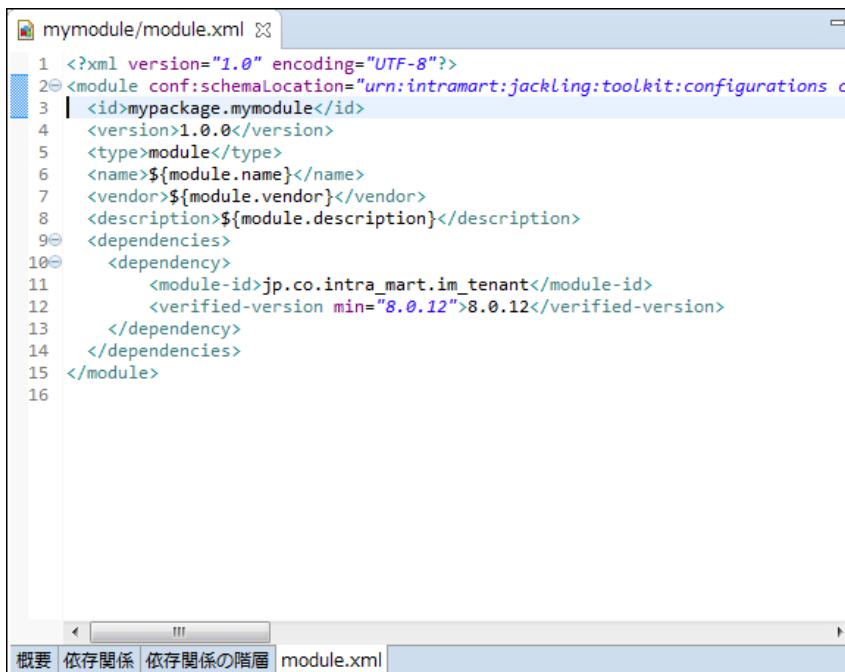 mymodule/module.xml
1 <?xml version="1.0" encoding="UTF-8"?>
2 <module conf:schemaLocation="urn:intramart:jackling:toolkit:configurations c
3 <id>mypackage.mymodule</id>
4 <version>1.0.0</version>
5 <type>module</type>
6 <name>${module.name}</name>
7 <vendor>${module.vendor}</vendor>
8 <description>${module.description}</description>
9 <dependencies>
10 <dependency>
11 <module-id>jp.co.intra_mart.im_tenant</module-id>
12 <verified-version min="8.0.12">8.0.12</verified-version>
13 </dependency>
14 </dependencies>
15 </module>
16
概要 依存関係 依存関係の階層 module.xml